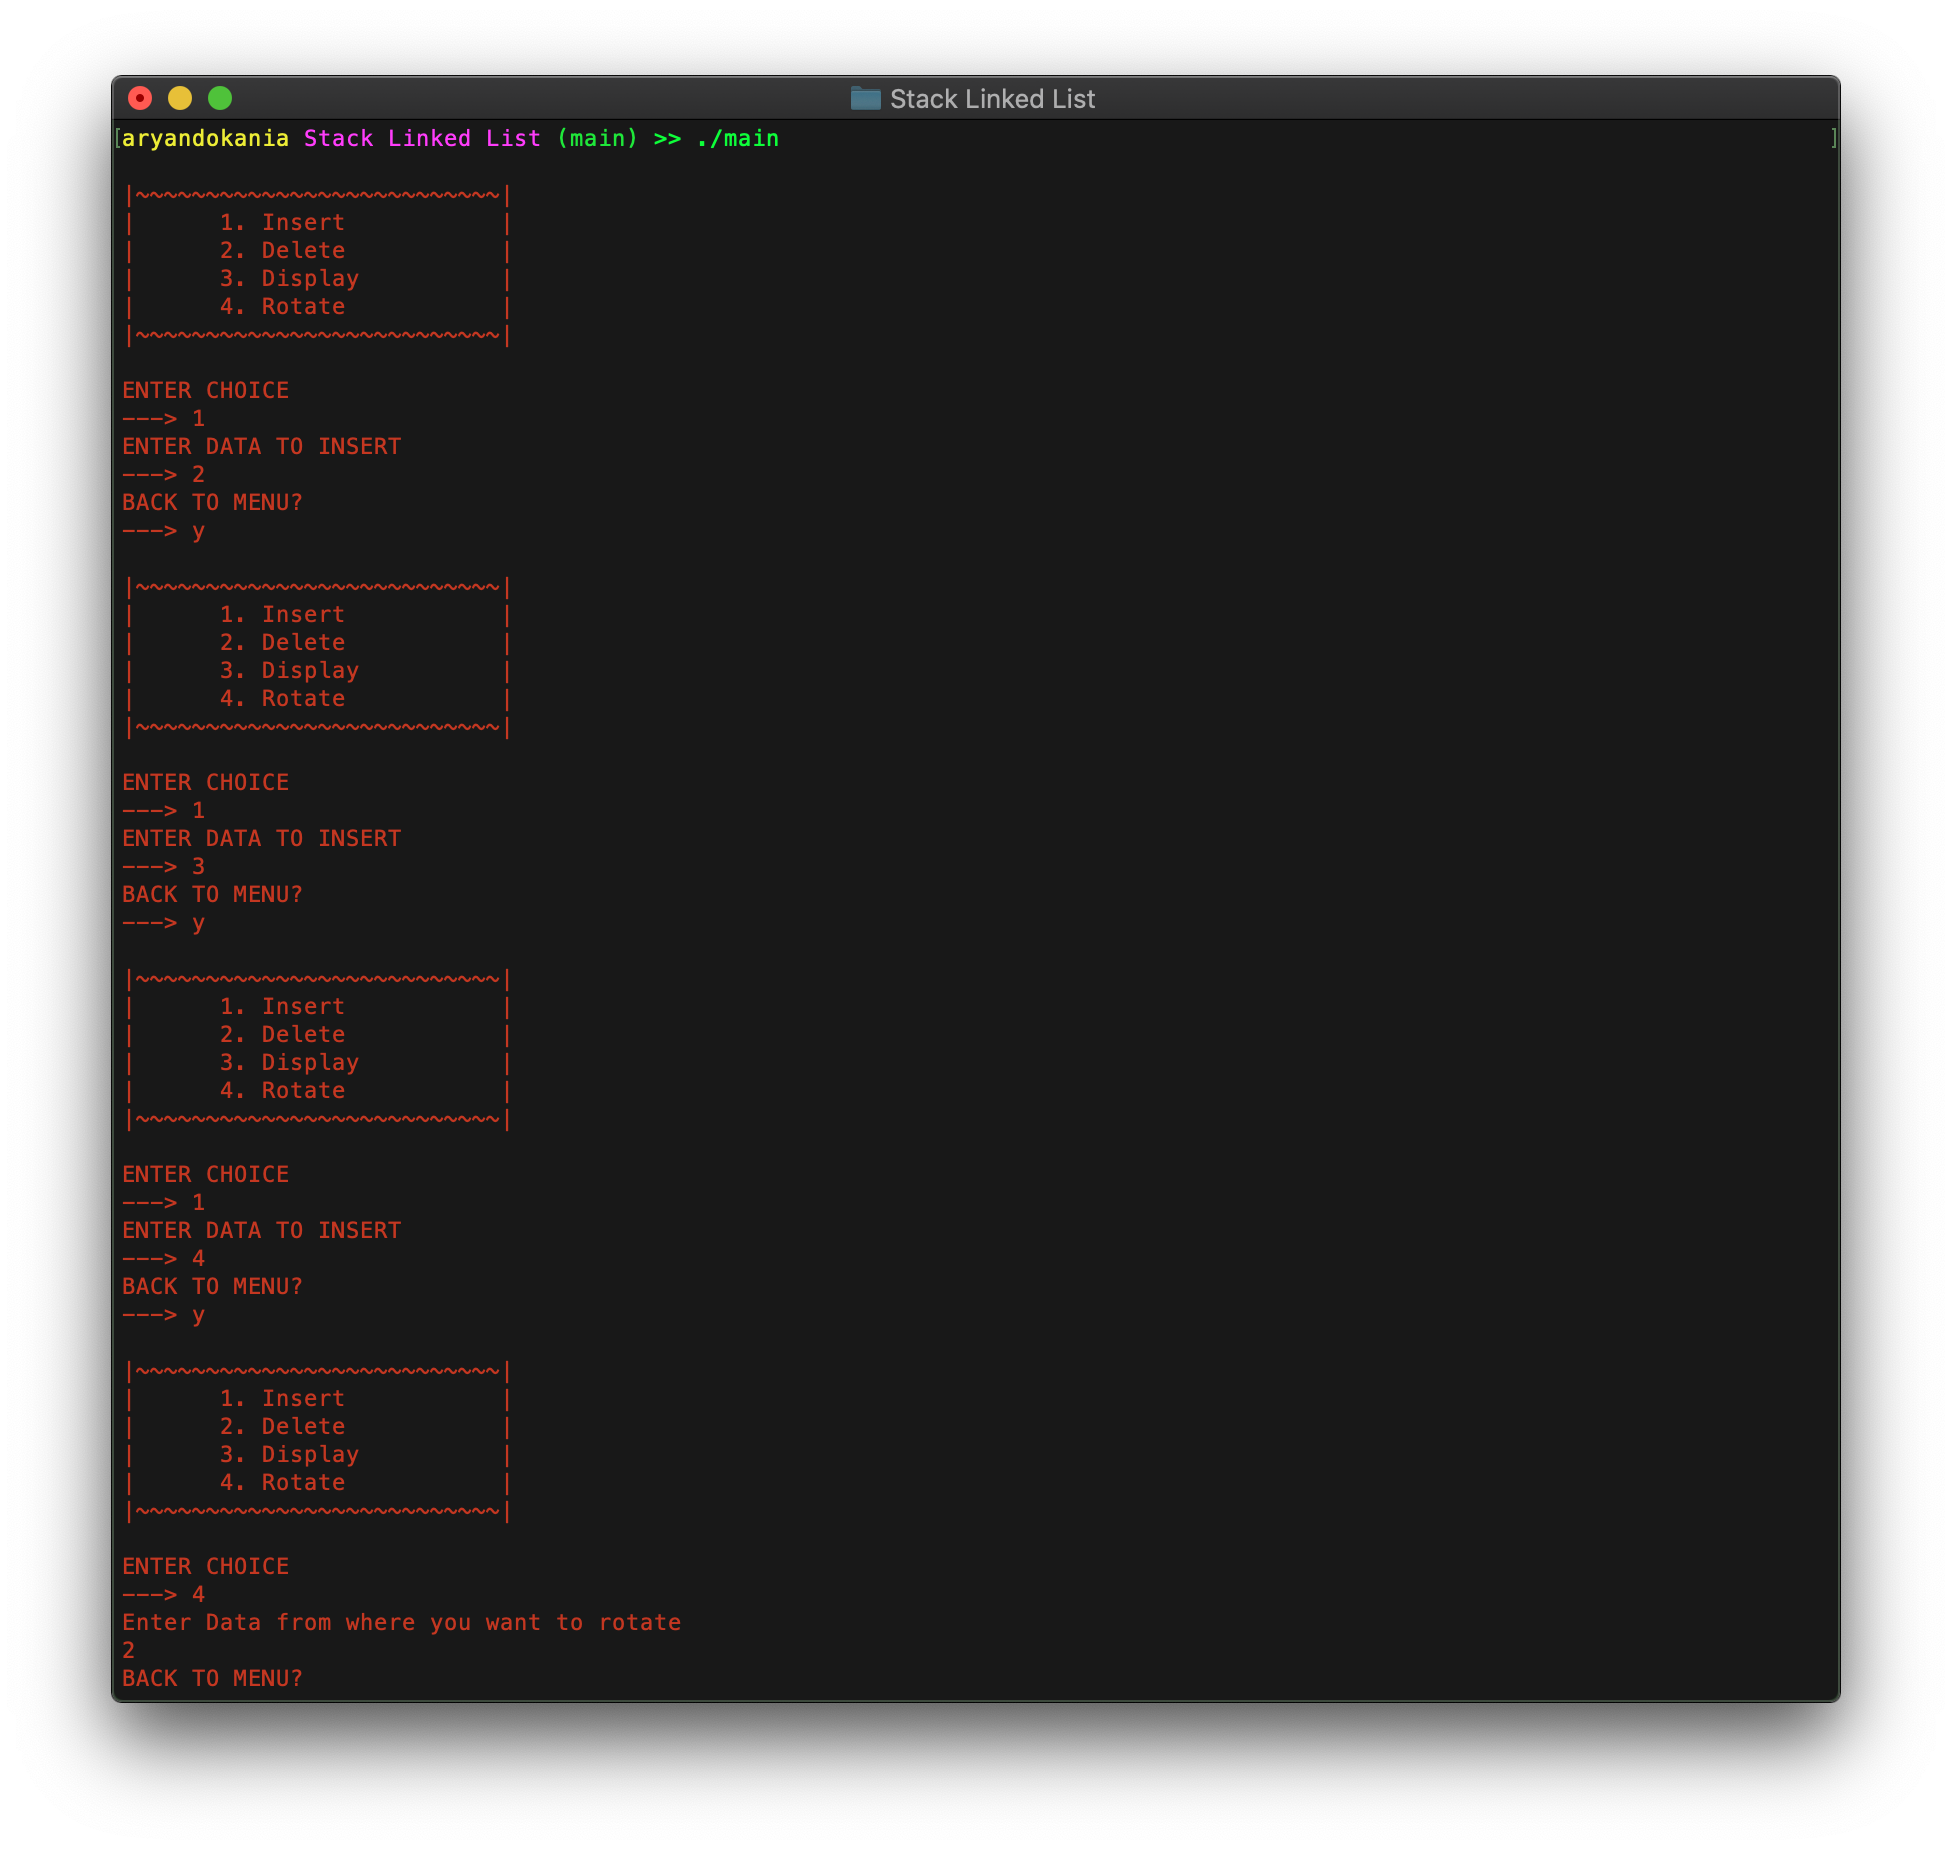 Stack Linked List
[aryandokania Stack Linked List (main) >> ./main ]
|~~~~~~~~~~~~~~~~~~~~~~~~~~|
| 1. Insert |
| 2. Delete |
| 3. Display |
| 4. Rotate |
|~~~~~~~~~~~~~~~~~~~~~~~~~~|
ENTER CHOICE
---> 1
ENTER DATA TO INSERT
---> 2
BACK TO MENU?
---> y
|~~~~~~~~~~~~~~~~~~~~~~~~~~|
| 1. Insert |
| 2. Delete |
| 3. Display |
| 4. Rotate |
|~~~~~~~~~~~~~~~~~~~~~~~~~~|
ENTER CHOICE
---> 1
ENTER DATA TO INSERT
---> 3
BACK TO MENU?
---> y
|~~~~~~~~~~~~~~~~~~~~~~~~~~|
| 1. Insert |
| 2. Delete |
| 3. Display |
| 4. Rotate |
|~~~~~~~~~~~~~~~~~~~~~~~~~~|
ENTER CHOICE
---> 1
ENTER DATA TO INSERT
---> 4
BACK TO MENU?
---> y
|~~~~~~~~~~~~~~~~~~~~~~~~~~|
| 1. Insert |
| 2. Delete |
| 3. Display |
| 4. Rotate |
|~~~~~~~~~~~~~~~~~~~~~~~~~~|
ENTER CHOICE
---> 4
Enter Data from where you want to rotate
2
BACK TO MENU?